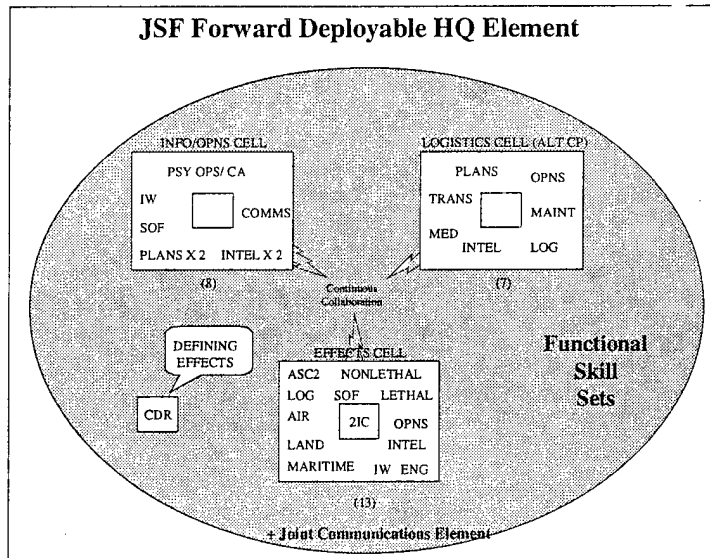 JSF Forward Deployable HQ Element
INFO/OPNS CELL
PSY OPS/ CA
IW
COMMS
SOF
PLANS X 2 INTEL X 2
(8)
LOGISTICS CELL (ALT CP)
PLANS
OPNS
TRANS
MAINT
MED
INTEL LOG
(7)
Continuous
Collaboration
DEFINING
EFFECTS
CDR
EFFECTS CELL
ASC2 NONLETHAL
LOG SOF LETHAL
AIR
2IC
OPNS
LAND
INTEL
MARITIME IW ENG
(13)
Functional
Skill
Sets
+ Joint Communications Element